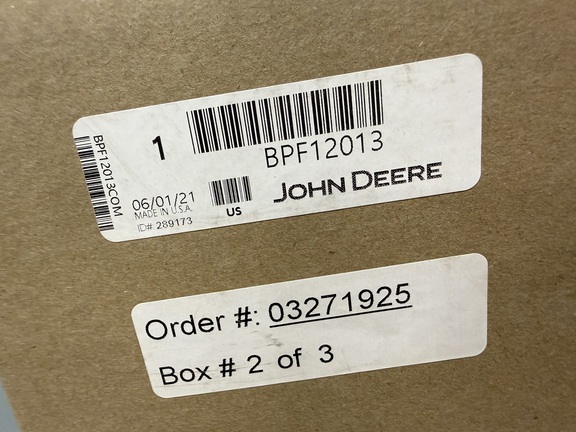 BPF12013COM
1
BPF12013
06/01/21
MADE IN U.S.A.
ID# 289173
US
JOHN DEERE
Order #: 03271925
Box # 2 of 3